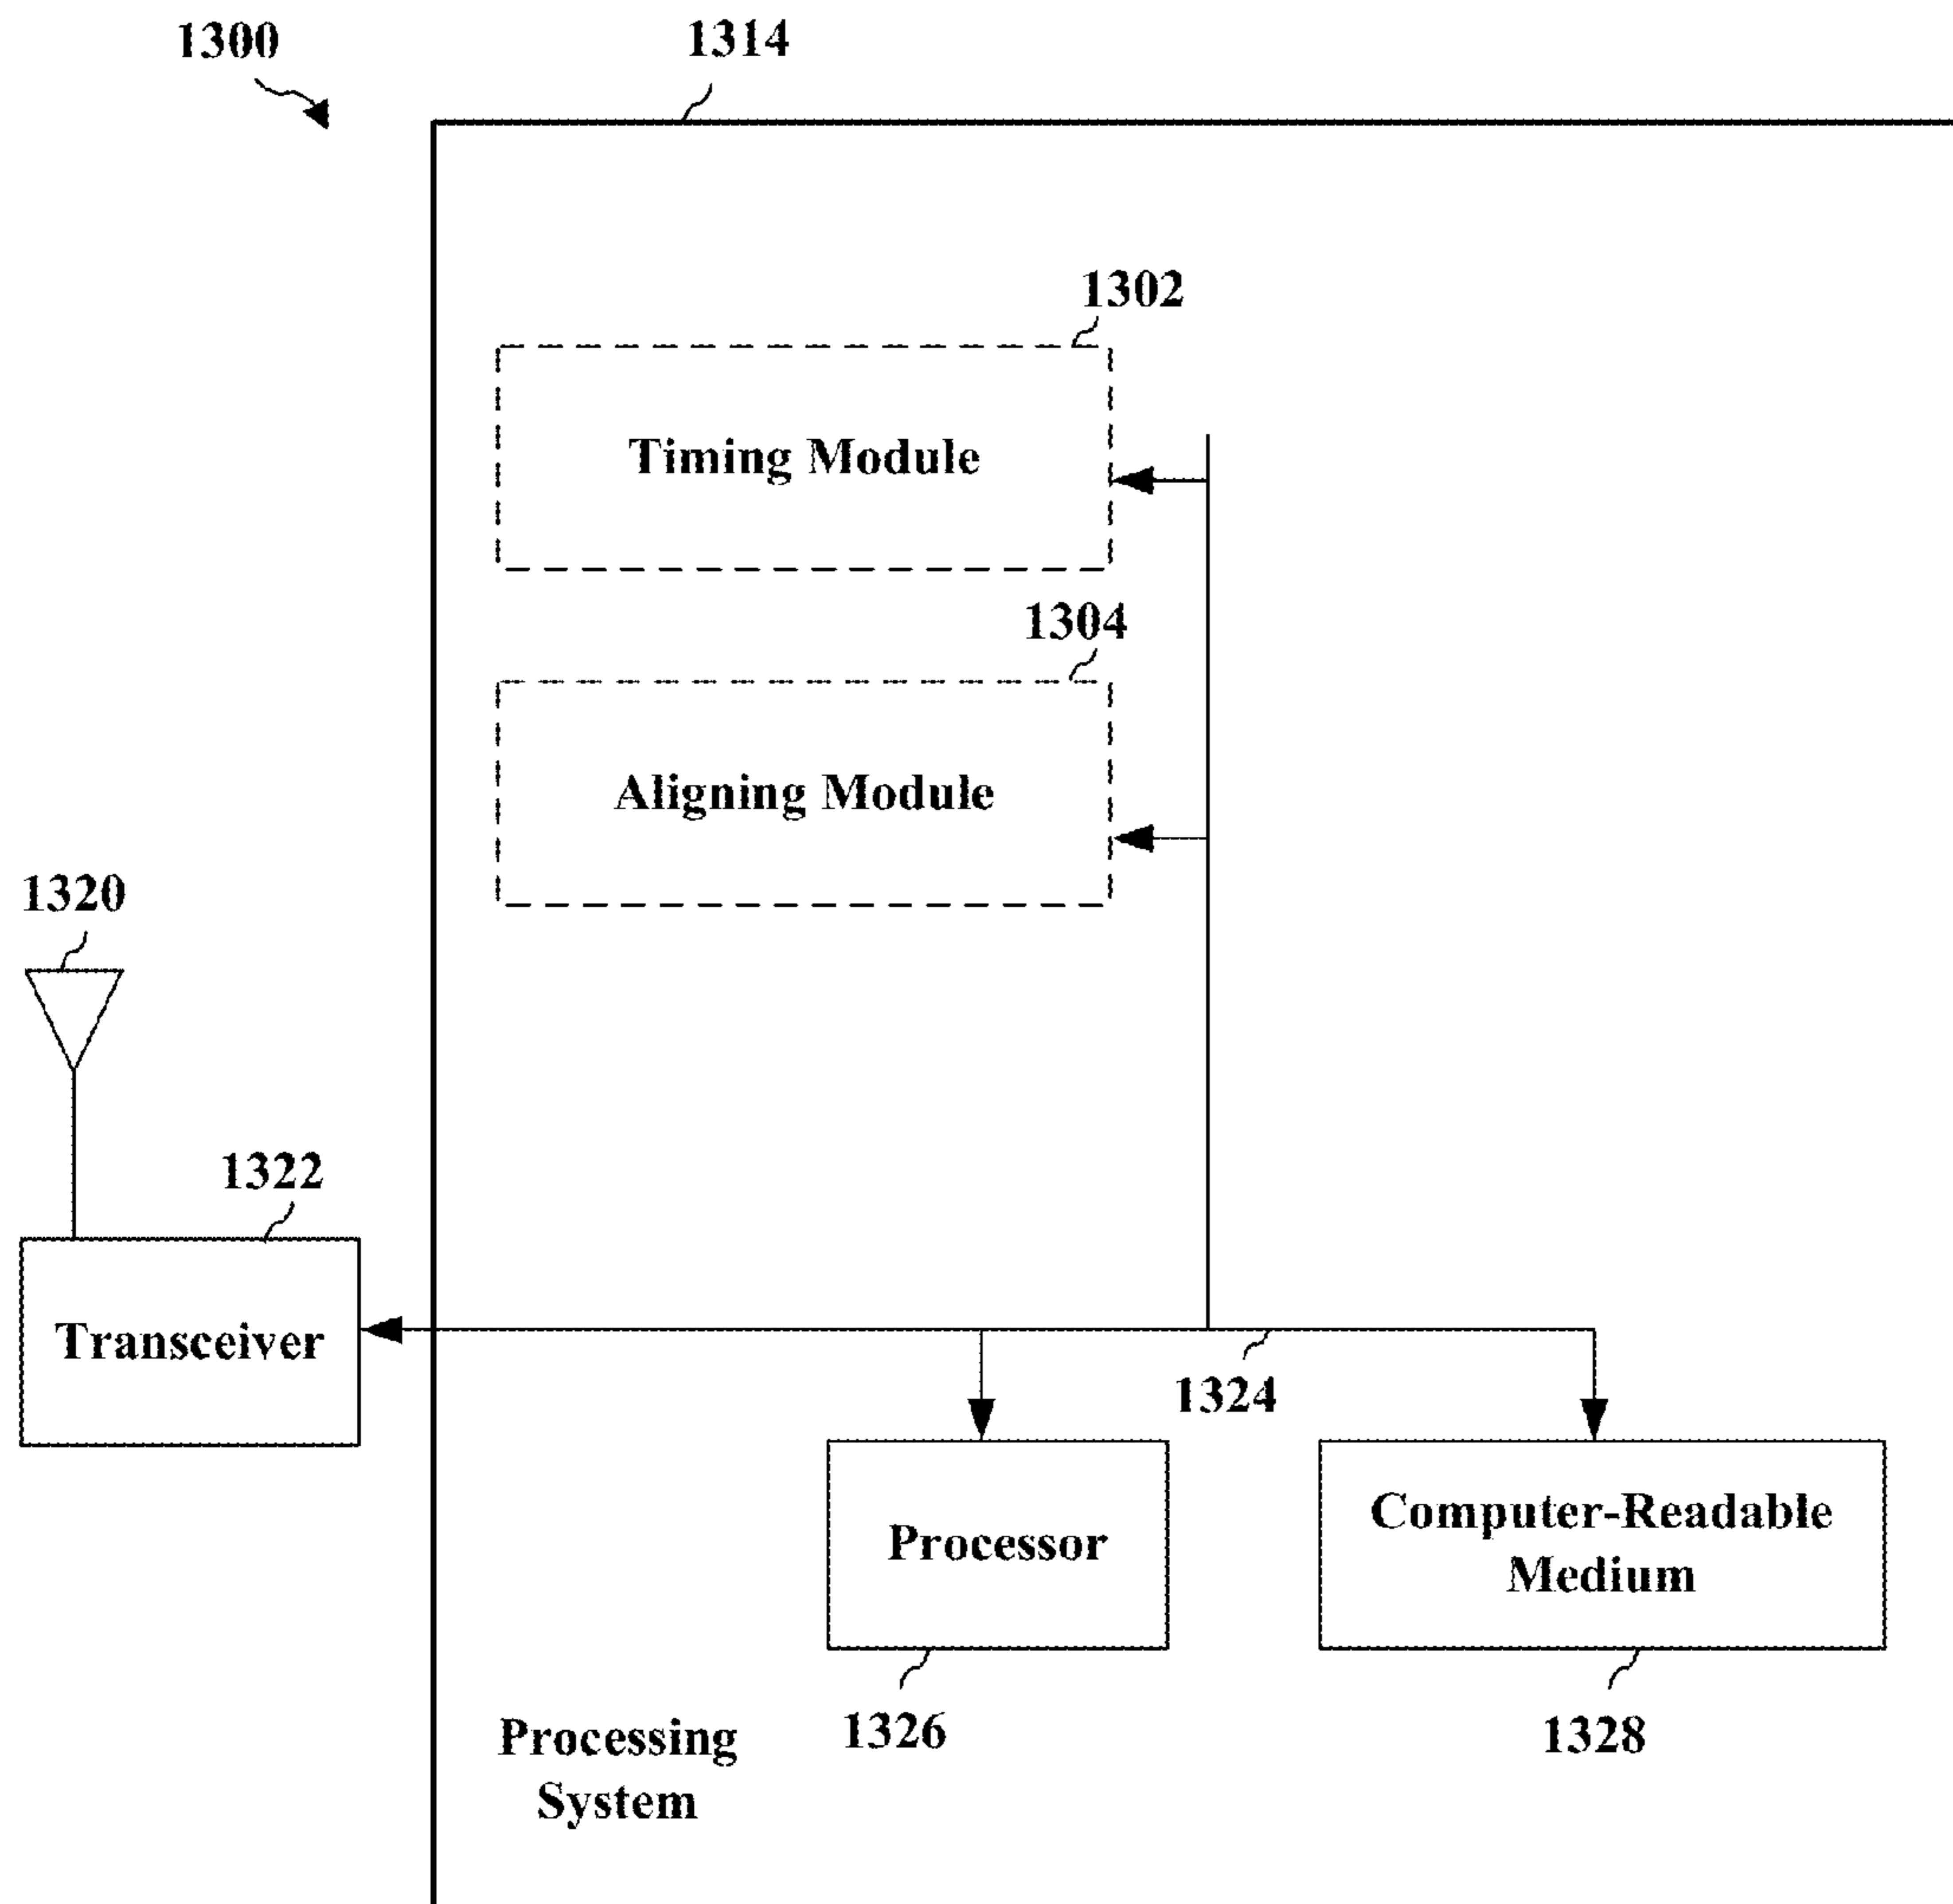 1300
1314
1302
Timing Module
1304
Aligning Module
1320
1322
Transceiver
1324
Processor
Computer-Readable
Medium
1326
1328
Processing
System